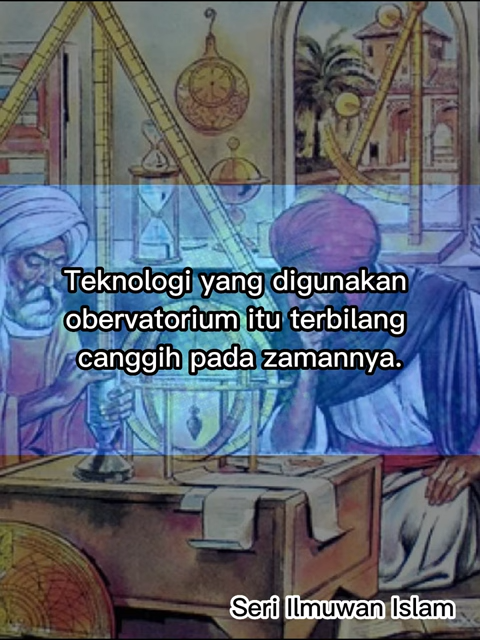 Teknologi yang digunakan
obervatorium itu terbilang
canggih pada zamannya.
Seri Ilmuwan Islam